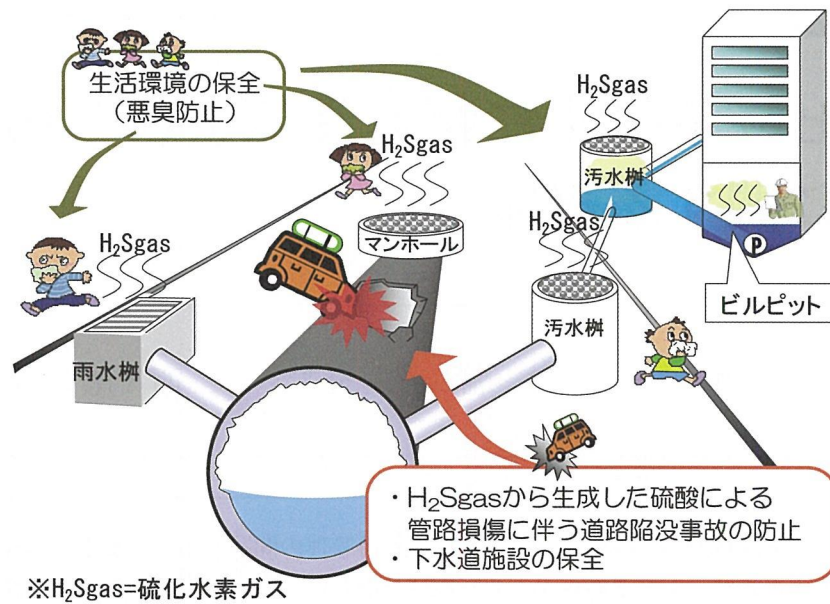 生活環境の保全
（悪臭防止）
H₂Sgas
H₂Sgas
汚水桝
H₂Sgas
マンホール
H₂Sgas
P
ビルピット
汚水桝
雨水桝
・H₂Sgasから生成した硫酸による
管路損傷に伴う道路陥没事故の防止
・下水道施設の保全
※H₂Sgas=硫化水素ガス